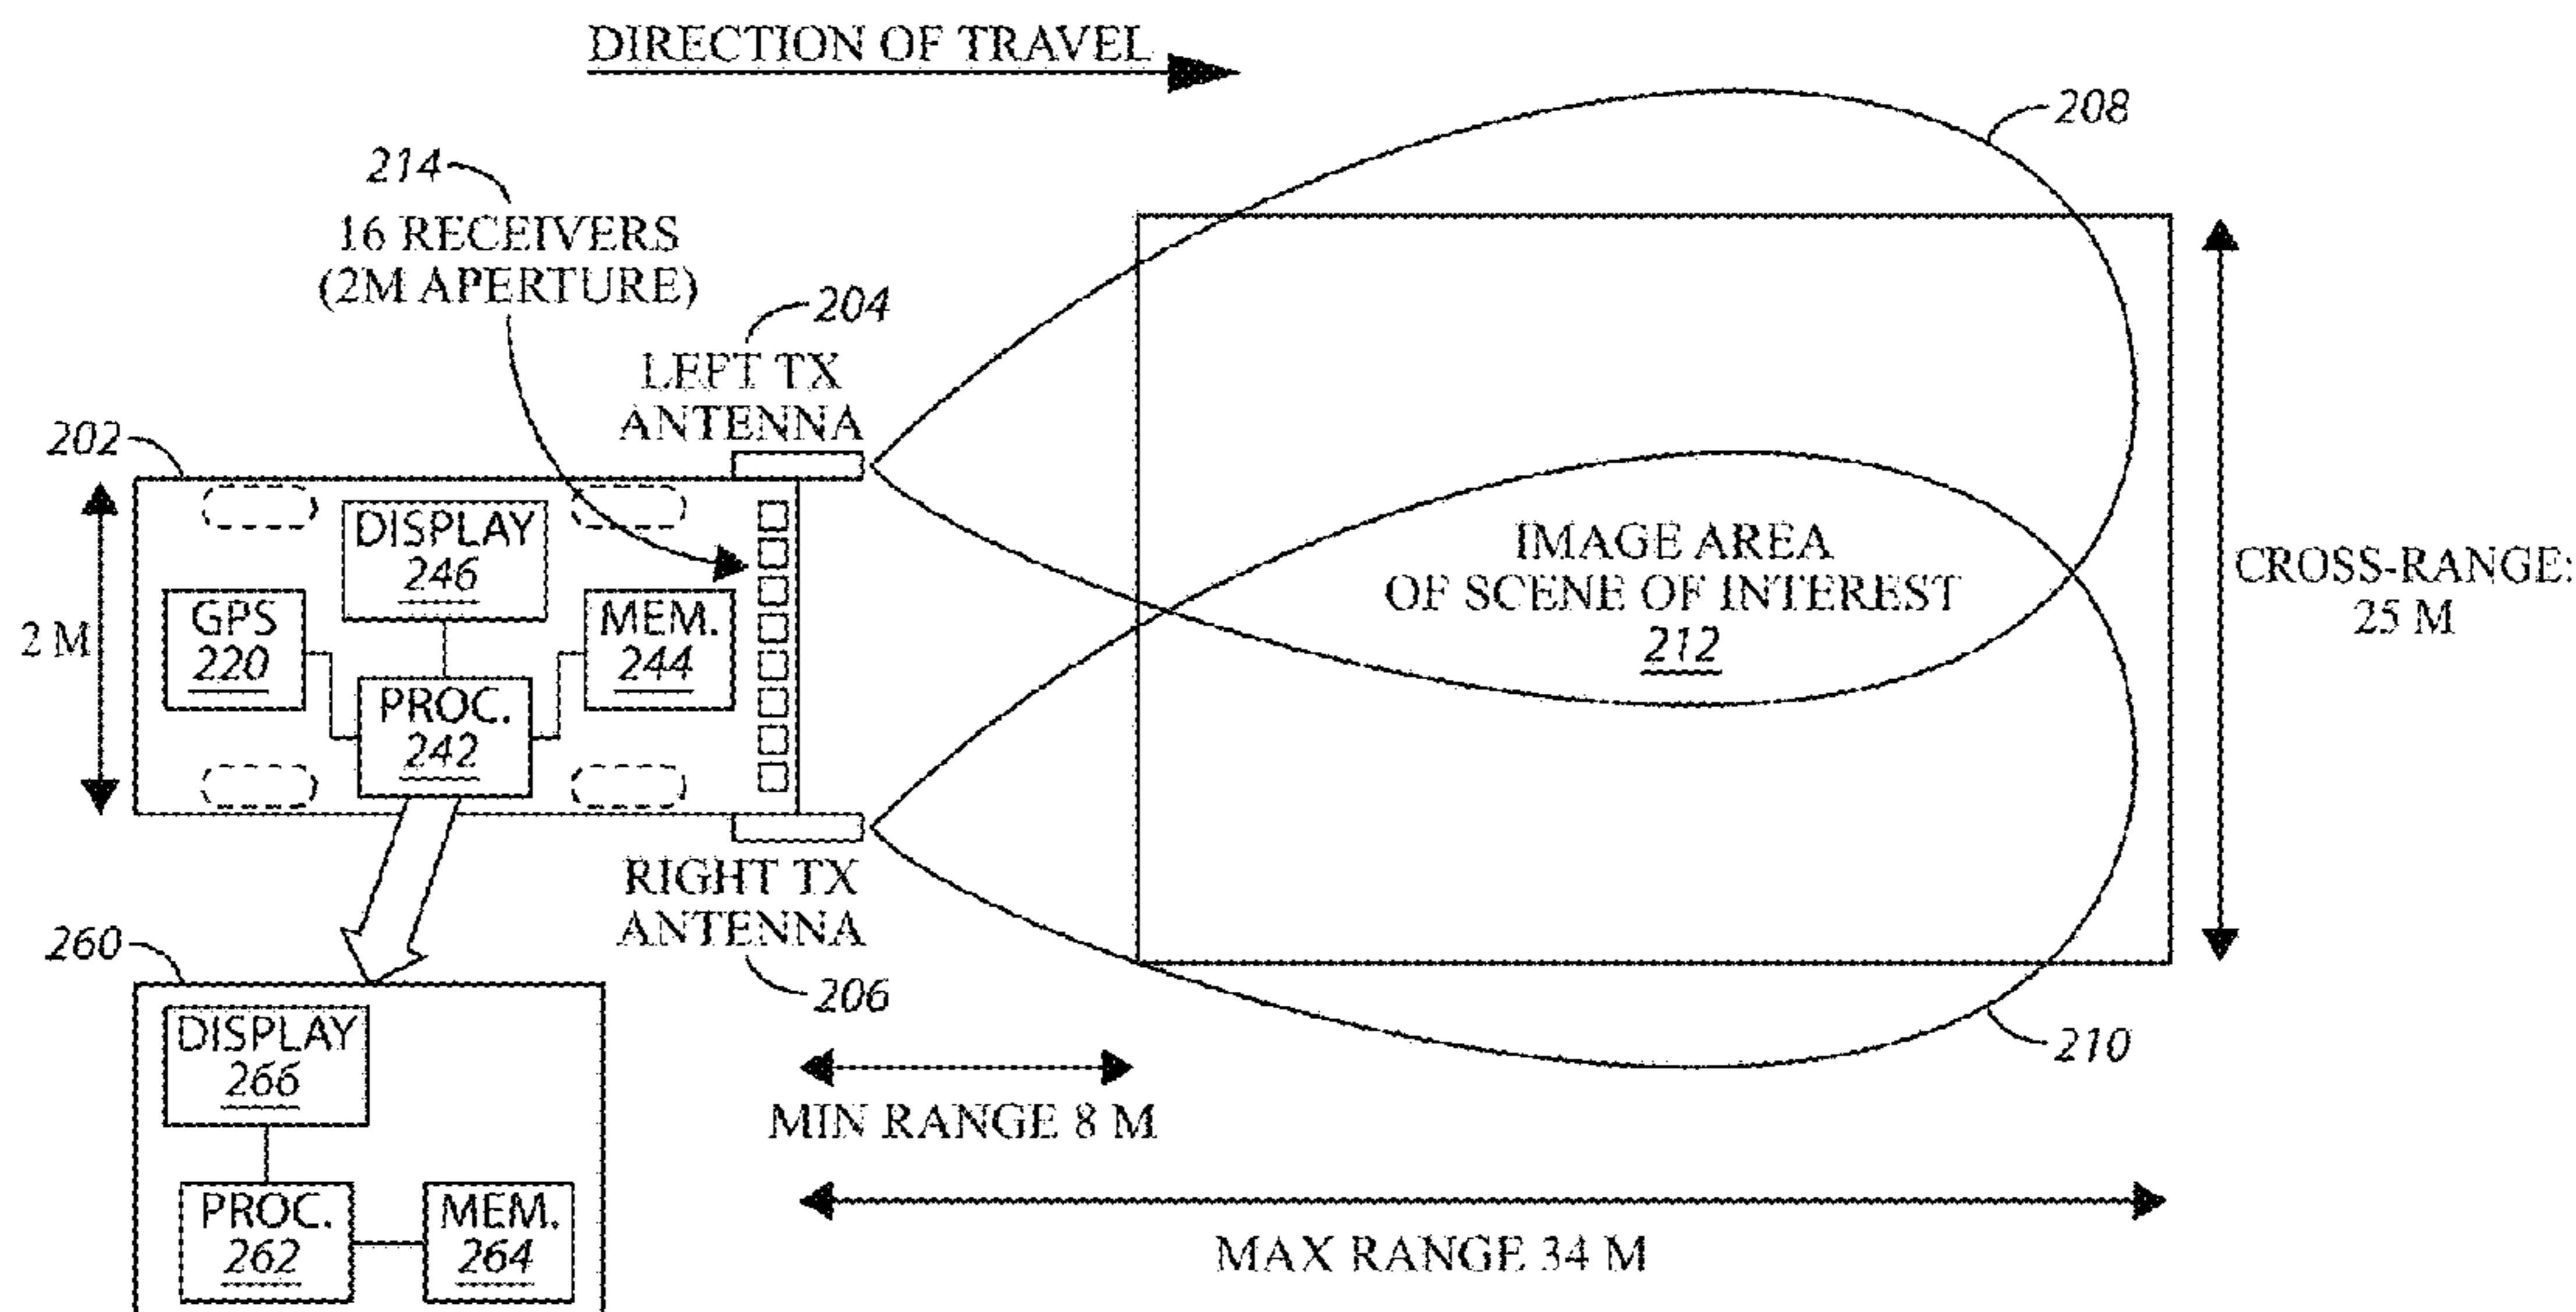 DIRECTION OF TRAVEL
208
214
16 RECEIVERS
(2M APERTURE)
204
LEFT TX
ANTENNA
202
DISPLAY
246
GPS
220
MEM.
244
2 M
PROC.
242
IMAGE AREA
OF SCENE OF INTEREST
212
CROSS-RANGE:
25 M
RIGHT TX
ANTENNA
206
210
260
DISPLAY
266
MIN RANGE 8 M
PROC.
262
MEM.
264
MAX RANGE 34 M